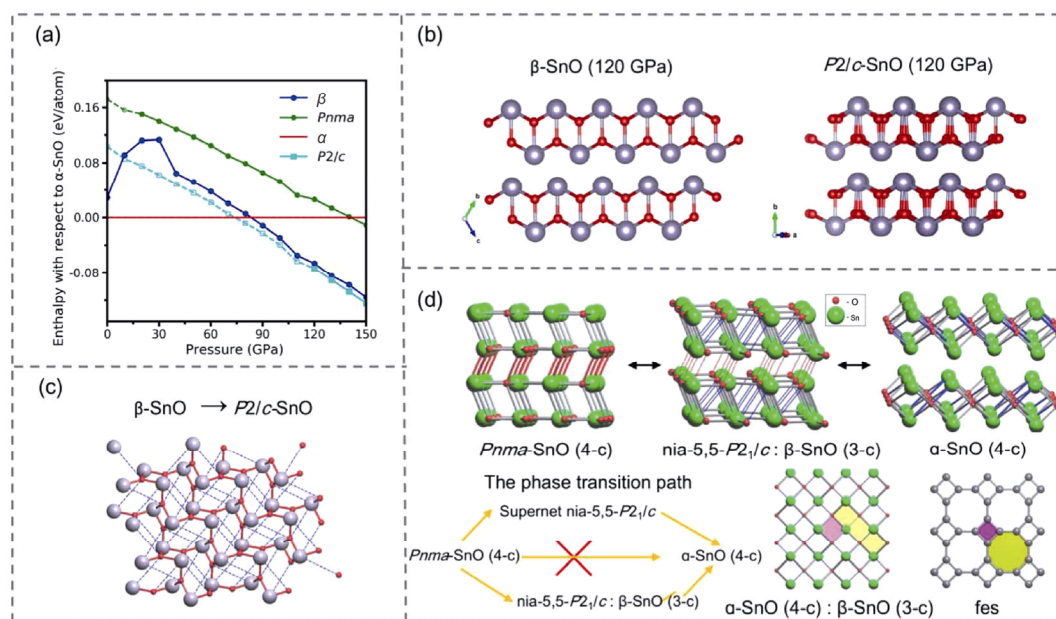 (a)
Enthalpy with respect to α-SnO (eV/atom)
0.16
0.08
0.00
-0.08
0 30 60 90 120 150
Pressure (GPa)
β
Pnma
α
P2/c
(b)
β-SnO (120 GPa)
P2/c-SnO (120 GPa)
b
c
b
a
(c)
β-SnO → P2/c-SnO
(d)
- O
- Sn
Pnma-SnO (4-c)
nia-5,5-P2₁/c : β-SnO (3-c)
α-SnO (4-c)
The phase transition path
Supernet nia-5,5-P2₁/c
Pnma-SnO (4-c)
α-SnO (4-c)
nia-5,5-P2₁/c : β-SnO (3-c)
α-SnO (4-c) : β-SnO (3-c)
fes